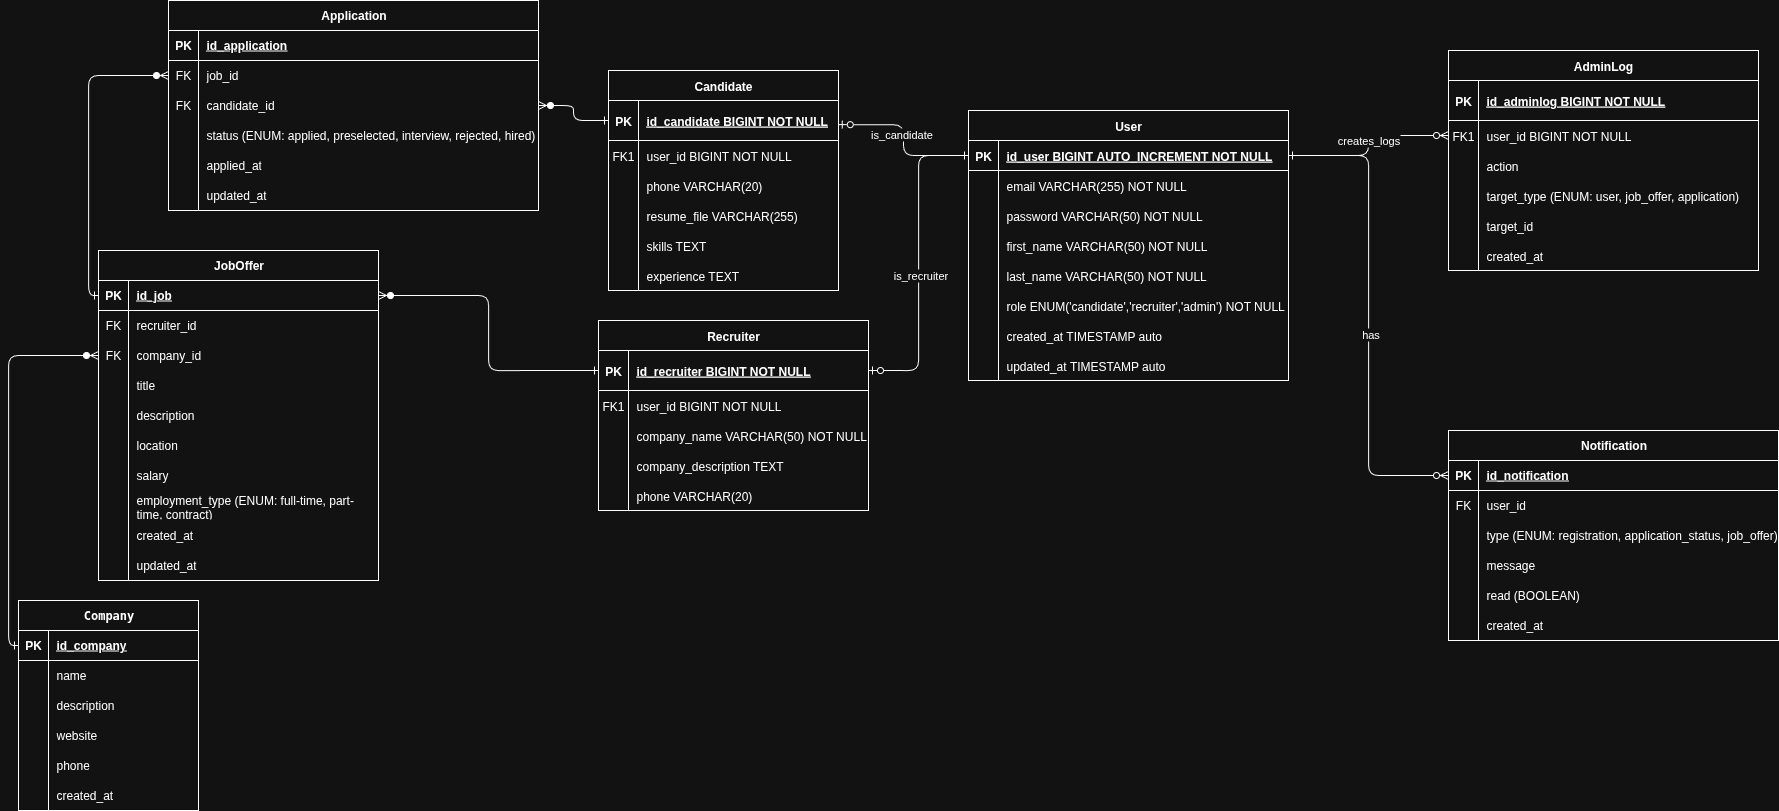 Application
PK id_application
FK job_id
FK candidate_id
status (ENUM: applied, preselected, interview, rejected, hired)
applied_at
updated_at
Candidate
PK id_candidate BIGINT NOT NULL
FK1 user_id BIGINT NOT NULL
phone VARCHAR(20)
resume_file VARCHAR(255)
skills TEXT
experience TEXT
is_candidate
User
PK id_user BIGINT AUTO_INCREMENT NOT NULL
email VARCHAR(255) NOT NULL
password VARCHAR(50) NOT NULL
first_name VARCHAR(50) NOT NULL
last_name VARCHAR(50) NOT NULL
role ENUM('candidate','recruiter','admin') NOT NULL
created_at TIMESTAMP auto
updated_at TIMESTAMP auto
creates_logs
AdminLog
PK id_adminlog BIGINT NOT NULL
FK1 user_id BIGINT NOT NULL
action
target_type (ENUM: user, job_offer, application)
target_id
created_at
JobOffer
PK id_job
FK recruiter_id
FK company_id
title
description
location
salary
employment_type (ENUM: full-time, part-
time, contract)
created_at
updated_at
is_recruiter
Recruiter
PK id_recruiter BIGINT NOT NULL
FK1 user_id BIGINT NOT NULL
company_name VARCHAR(50) NOT NULL
company_description TEXT
phone VARCHAR(20)
has
Notification
PK id_notification
FK user_id
type (ENUM: registration, application_status, job_offer)
message
read (BOOLEAN)
created_at
Company
PK id_company
name
description
website
phone
created_at